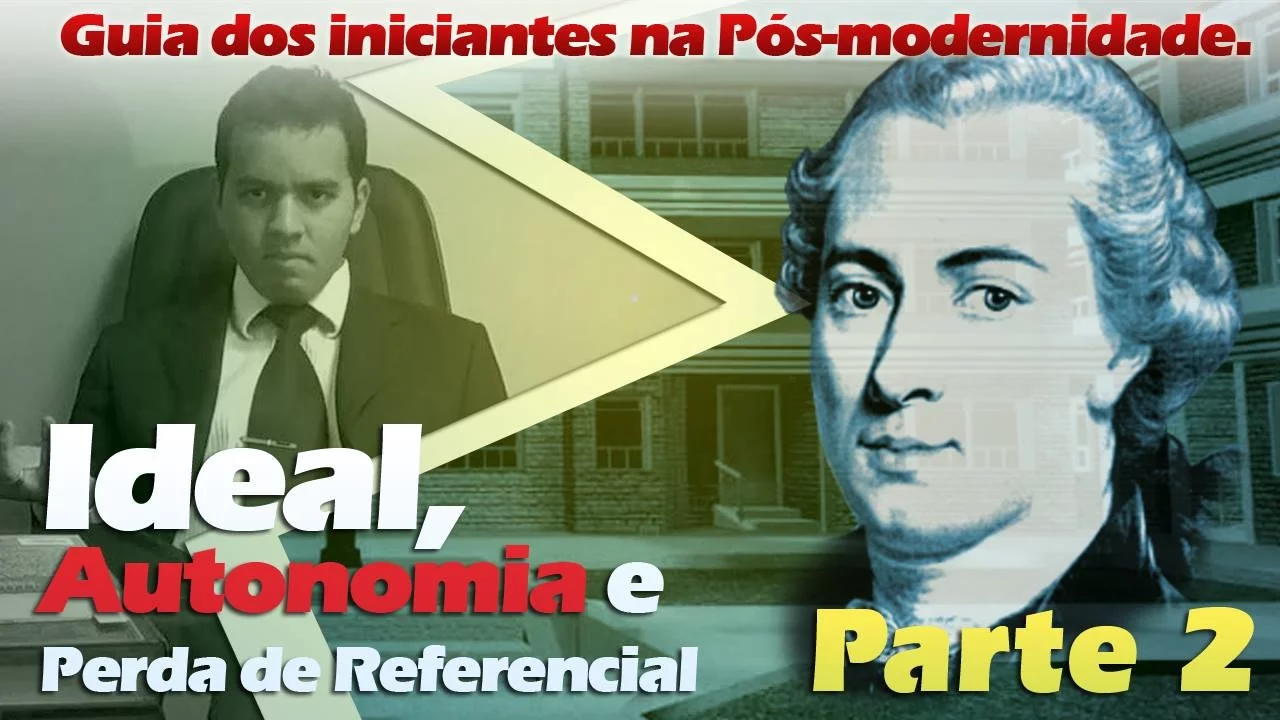 Guia dos iniciantes na Pós-modernidade.
Ideal,
Autonomia e
Perda de Referencial
Parte 2